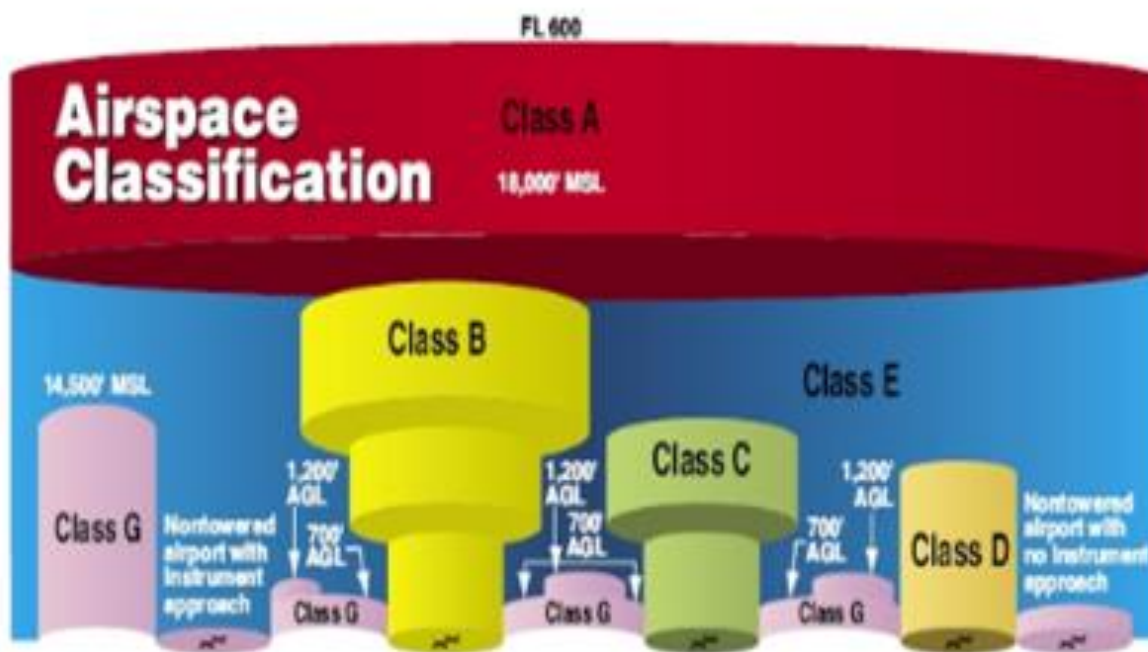 FL 600
Airspace
Classification
Class A
18,000' MSL
Class B
Class E
14,500' MSL
Class C
1,200'
AGL
1,200'
AGL
1,200'
AGL
Class G
Nontowered
airport with
Instrument
approach
700'
AGL
700'
AGL
700'
AGL
Class D
Nontowered
airport with
no Instrument
approach
Class G
Class G
Class G